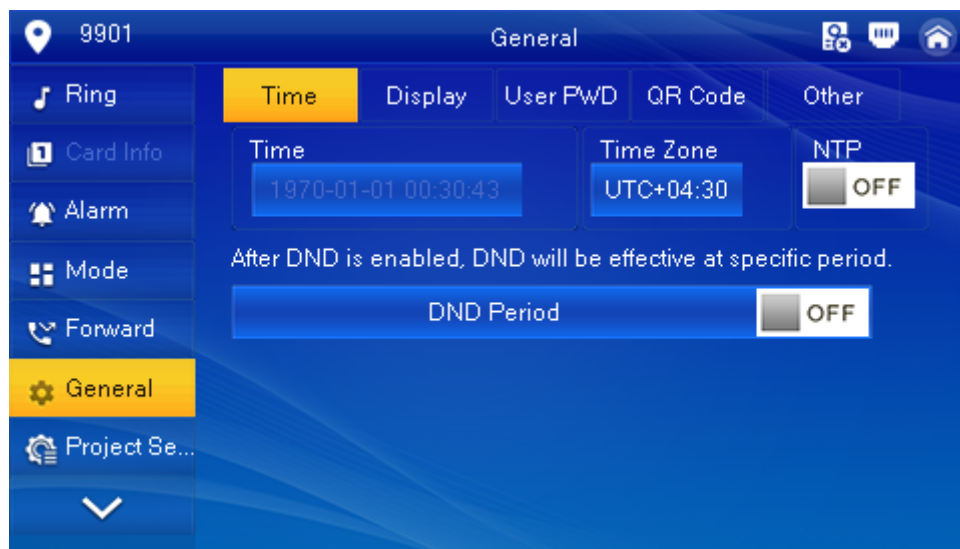 9901
General
Ring
Card Info
Alarm
Mode
Forward
General
Project Se...
Time Display User PWD QR Code Other
Time Time Zone NTP
1970-01-01 00:30:43 UTC+04:30 OFF
After DND is enabled, DND will be effective at specific period.
DND Period OFF